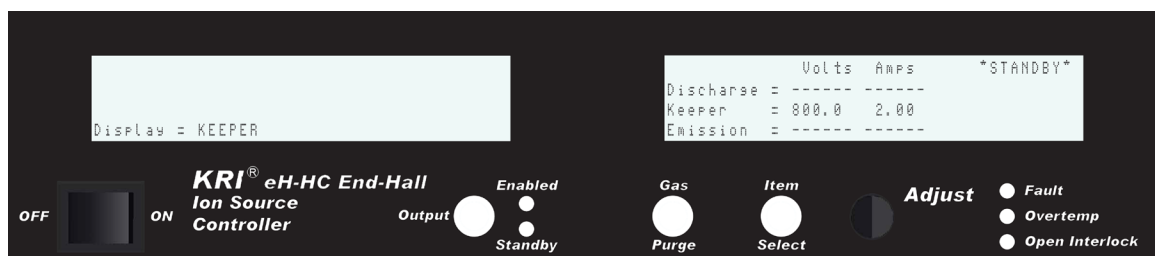 Display = KEEPER
Volts Amps *STANDBY*
Discharge = ------ ------
Keeper = 800.0 2.00
Emission = ------ ------
KRI® eH-HC End-Hall
Ion Source
Controller
OFF
ON
Output
Enabled
Standby
Gas
Purge
Item
Select
Adjust
Fault
Overtemp
Open Interlock